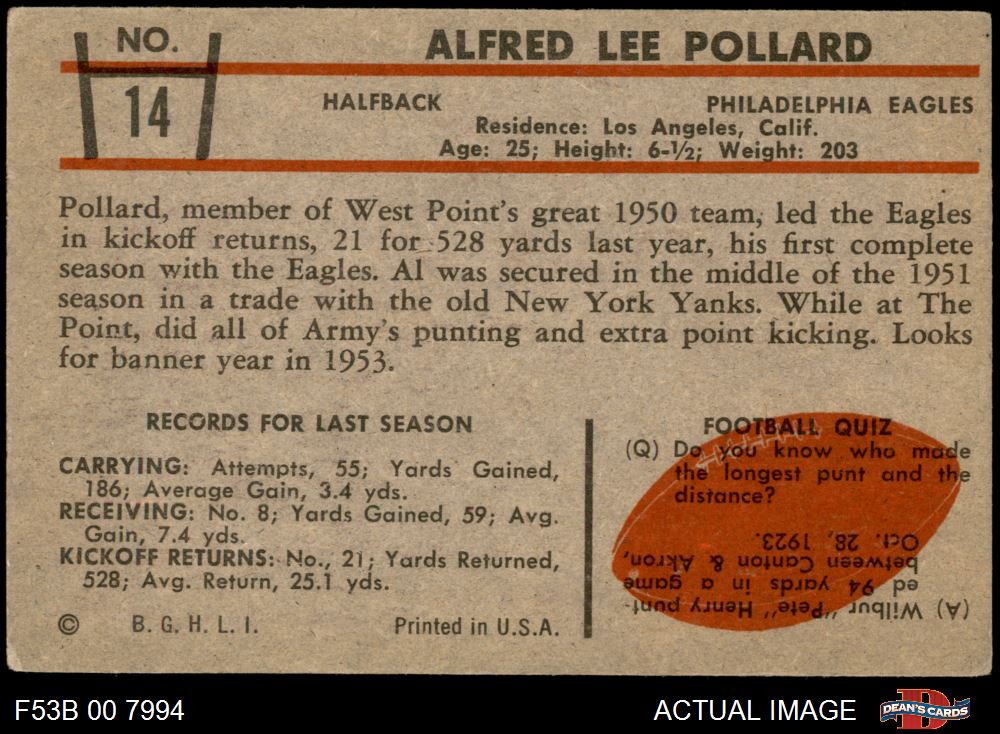 NO.
14
ALFRED LEE POLLARD
HALFBACK PHILADELPHIA EAGLES
Residence: Los Angeles, Calif.
Age: 25; Height: 6-½; Weight: 203
Pollard, member of West Point's great 1950 team, led the Eagles
in kickoff returns, 21 for 528 yards last year, his first complete
season with the Eagles. Al was secured in the middle of the 1951
season in a trade with the old New York Yanks. While at The
Point, did all of Army's punting and extra point kicking. Looks
for banner year in 1953.
RECORDS FOR LAST SEASON
CARRYING: Attempts, 55; Yards Gained,
186; Average Gain, 3.4 yds.
RECEIVING: No. 8; Yards Gained, 59; Avg.
Gain, 7.4 yds.
KICKOFF RETURNS: No., 21; Yards Returned,
528; Avg. Return, 25.1 yds.
© B. G. H. L. I. Printed in U.S.A.
FOOTBALL QUIZ
(Q) Do you know who made
the longest punt and the
distance?
(A) Wilbur "Pete" Henry punt-
ed 94 yards in a game
between Canton & Akron,
Oct. 28, 1923.
F53B 00 7994
ACTUAL IMAGE
D
DEAN'S CARDS